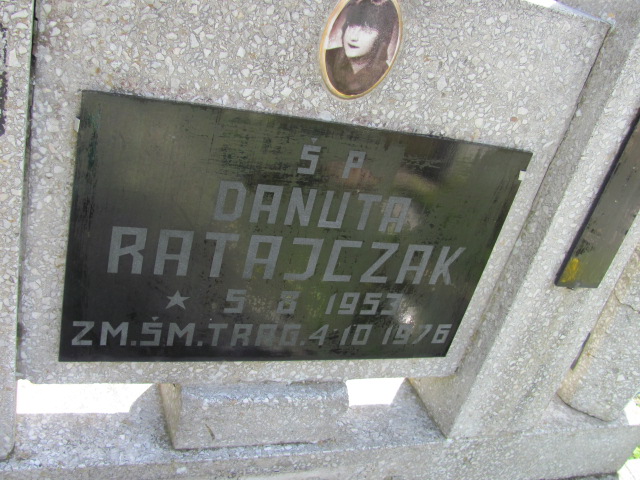 Ś P
DANUTA
RATAJCZAK
★ 5 8 1953
ZM.ŚM.TRAG.4 10 1976